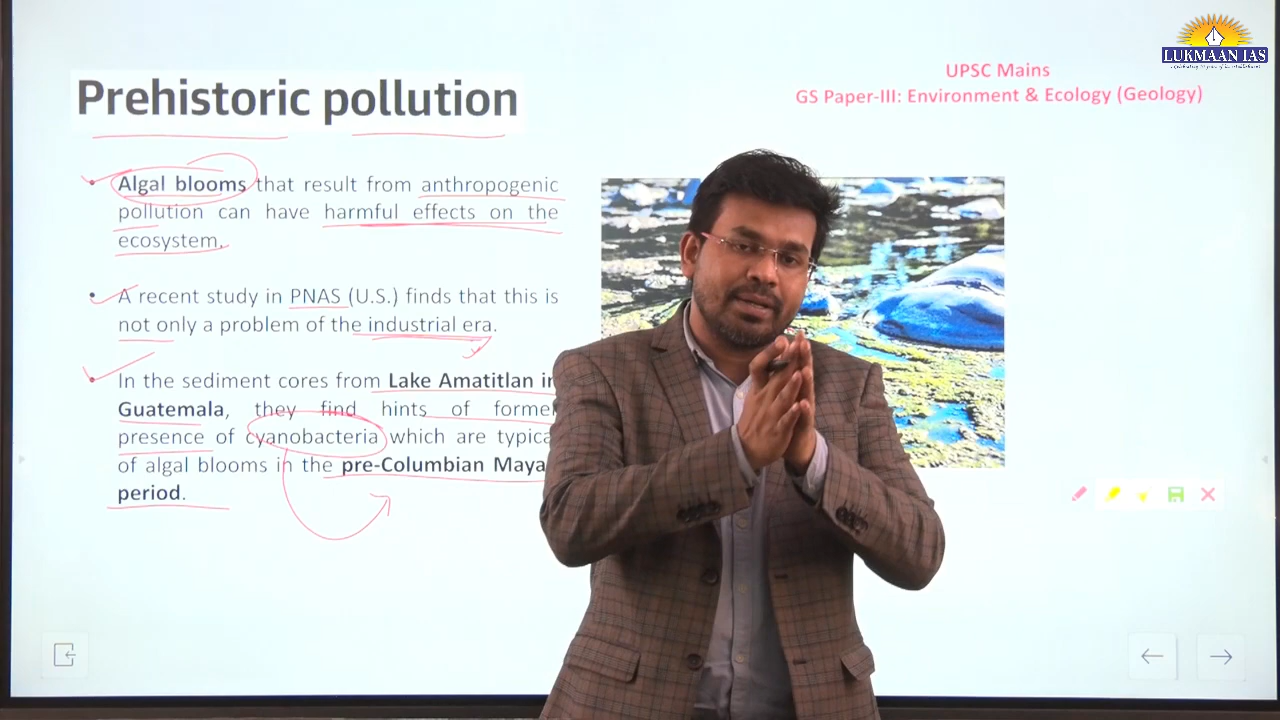 LUKMAAN IAS
UPSC Mains
GS Paper-III: Environment & Ecology (Geology)
Prehistoric pollution
• Algal blooms that result from anthropogenic
pollution can have harmful effects on the
ecosystem.
• A recent study in PNAS (U.S.) finds that this is
not only a problem of the industrial era.
• In the sediment cores from Lake Amatitlan in
Guatemala, they find hints of former
presence of cyanobacteria which are typical
of algal blooms in the pre-Columbian Maya
period.